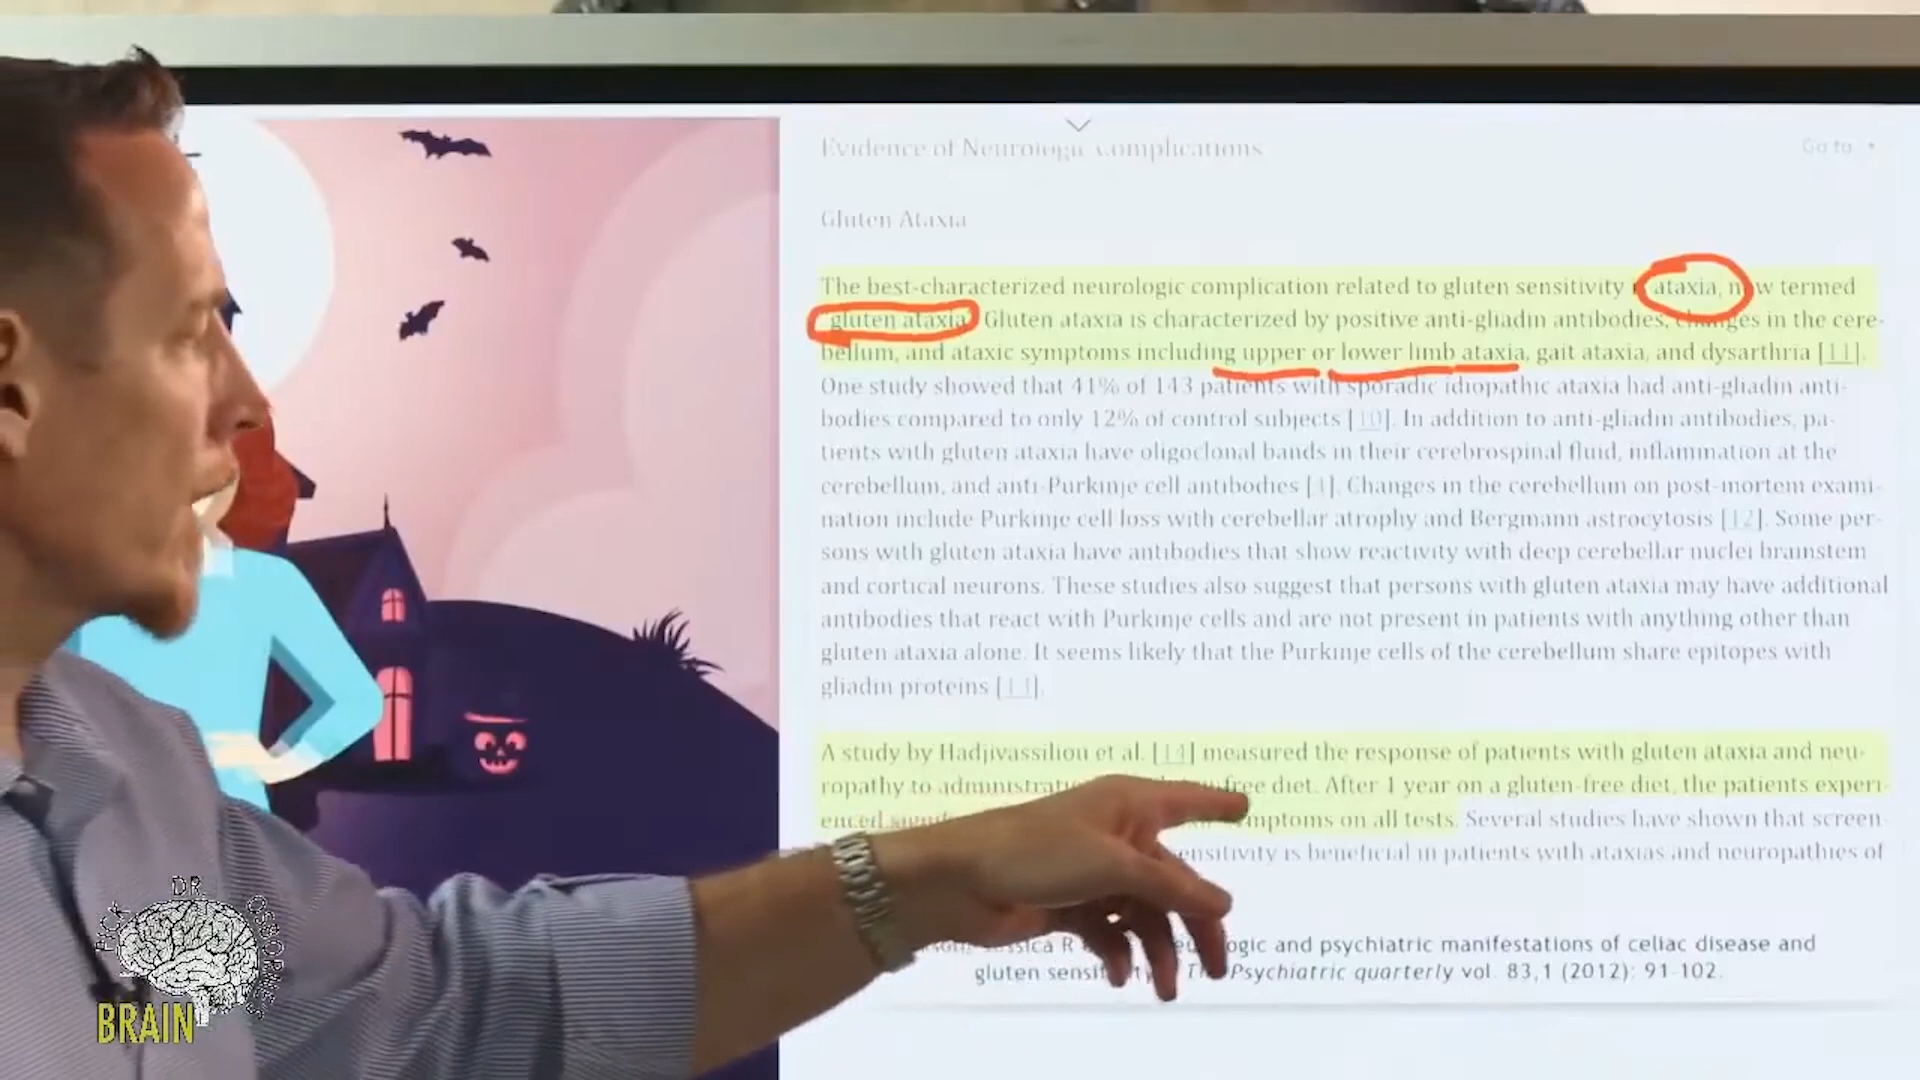 Evidence of Neurologic Complications
Go to
Gluten Ataxia
The best-characterized neurologic complication related to gluten sensitivity ataxia, now termed
gluten ataxia Gluten ataxia is characterized by positive anti-gliadin antibodies, changes in the cere-
bellum, and ataxic symptoms including upper or lower limb ataxia, gait ataxia, and dysarthria [11].
One study showed that 41% of 143 patients with sporadic idiopathic ataxia had anti-gliadin anti-
bodies compared to only 12% of control subjects [10]. In addition to anti-gliadin antibodies, pa-
tients with gluten ataxia have oligoclonal bands in their cerebrospinal fluid, inflammation at the
cerebellum, and anti-Purkinje cell antibodies [4]. Changes in the cerebellum on post-mortem exami-
nation include Purkinje cell loss with cerebellar atrophy and Bergmann astrocytosis [12]. Some per-
sons with gluten ataxia have antibodies that show reactivity with deep cerebellar nuclei brainstem
and cortical neurons. These studies also suggest that persons with gluten ataxia may have additional
antibodies that react with Purkinje cells and are not present in patients with anything other than
gluten ataxia alone. It seems likely that the Purkinje cells of the cerebellum share epitopes with
gliadin proteins [13].
A study by Hadjivassiliou et al. [14] measured the response of patients with gluten ataxia and neu-
ropathy to free diet. After 1 year on a gluten-free diet, the patients experi-
enced on all tests. Several studies have shown that screen-
is beneficial in patients with ataxias and neuropathies of
R and psychiatric manifestations of celiac disease and
gluten Psychiatric quarterly vol. 83,1 (2012): 91-102.
PICK DR. OSBORNE'S
BRAIN